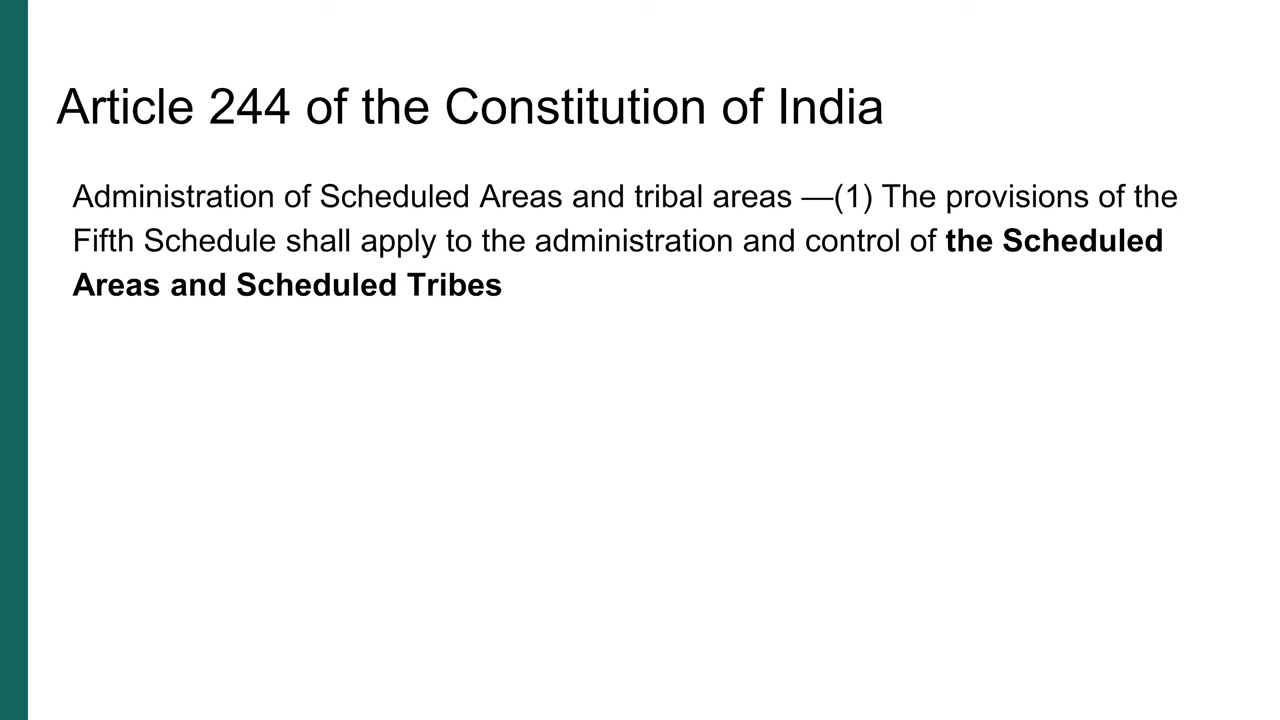 Article 244 of the Constitution of India
Administration of Scheduled Areas and tribal areas —(1) The provisions of the
Fifth Schedule shall apply to the administration and control of the Scheduled
Areas and Scheduled Tribes